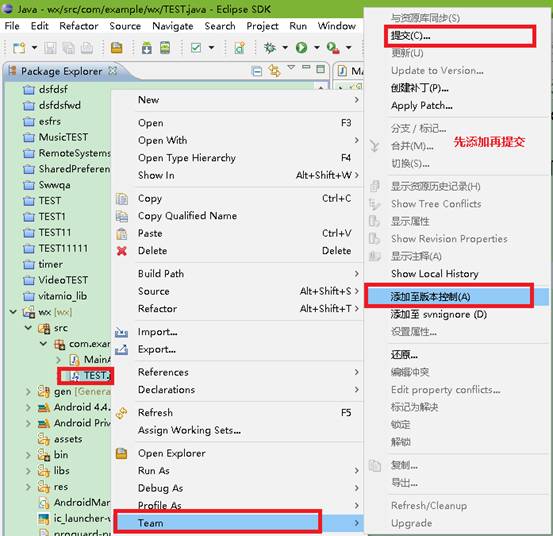 Java - wx/src/com/example/wx/TEST.java - Eclipse SDK
File Edit Refactor Source Navigate Search Project Run
Package Explorer
dsfdsf
dsfdsfwd
esfrs
MusicTEST
RemoteSystems
SharedPreferenc
Swwqa
TEST
TEST1
TEST11
TEST11111
timer
VideoTEST
vitamio_lib
wx [wx]
src
com.exam
MainA
TEST.
gen [Genera
Android 4.4.
Android Priv
assets
bin
libs
res
AndroidMan
ic_launcher-w
proguard-p
New
Open F3
Open With
Open Type Hierarchy F4
Show In Alt+Shift+W
Copy Ctrl+C
Copy Qualified Name
Paste Ctrl+V
Delete Delete
Build Path
Source Alt+Shift+S
Refactor Alt+Shift+T
Import...
Export...
References
Declarations
Refresh F5
Assign Working Sets...
Open Explorer
Run As
Debug As
Profile As
Team
与资源库同步(S)
提交(C)...
更新(U)
Update to Version...
创建补丁(P)...
Apply Patch...
分支 / 标记...
合并(M)...
先添加再提交
切换(S)...
显示资源历史记录(H)
Show Tree Conflicts
显示属性
Show Revision Properties
显示注释(A)
Show Local History
添加至版本控制(A)
添加至 svn:ignore (D)
设置属性...
还原...
编辑冲突
Edit property conflicts...
标记为解决
锁定
解锁
复制...
导出...
Refresh/Cleanup
Upgrade